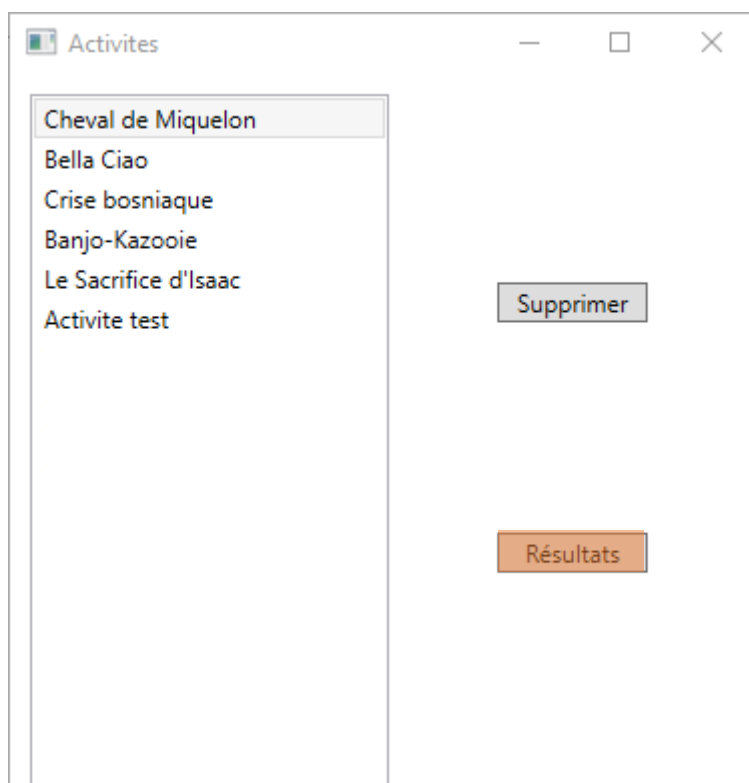 Activites
Cheval de Miquelon
Bella Ciao
Crise bosniaque
Banjo-Kazooie
Le Sacrifice d'Isaac
Activite test
Supprimer
Résultats